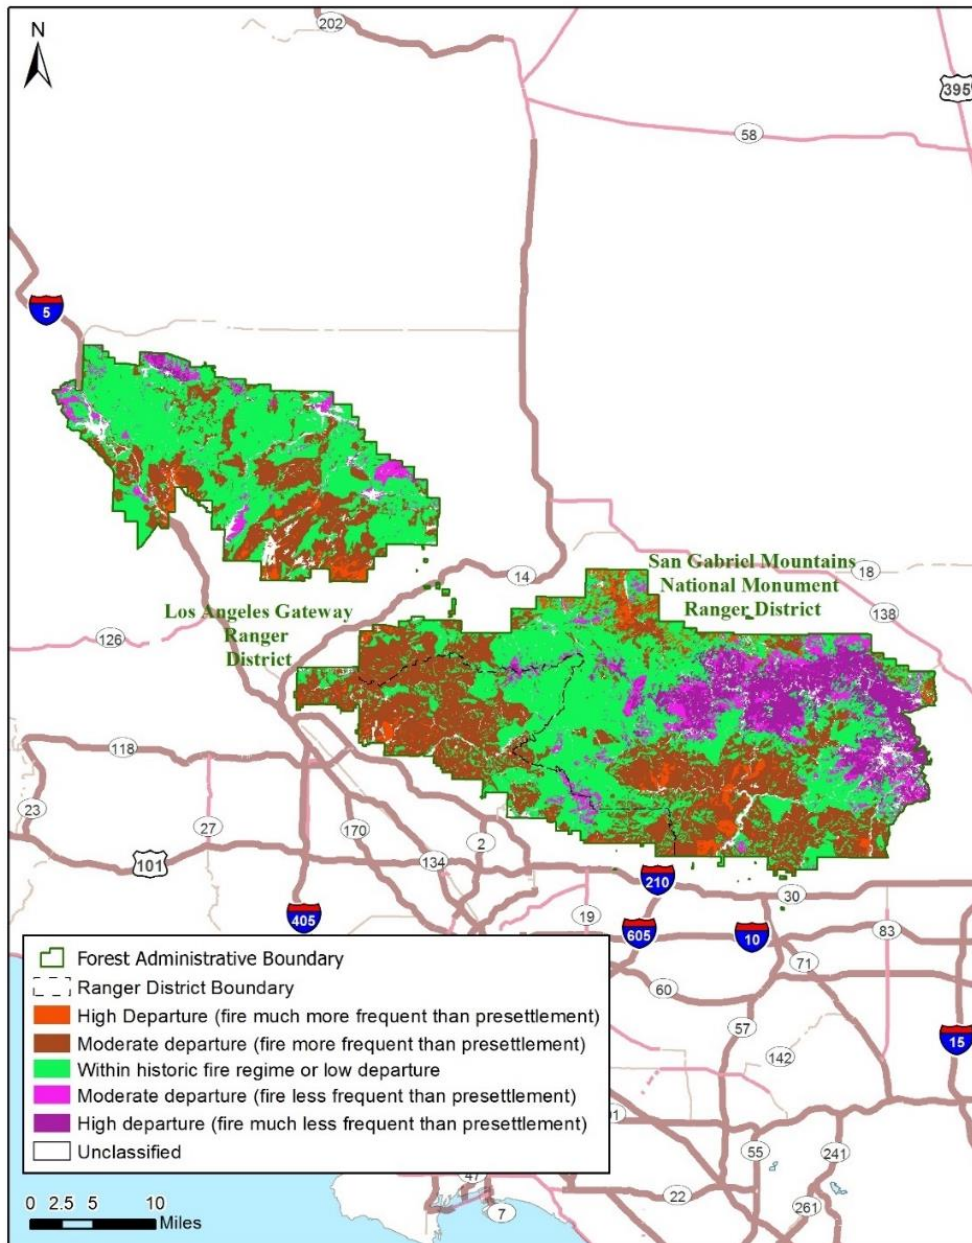 N
202
395
58
5
14
San Gabriel Mountains
National Monument
Ranger District
18
138
Los Angeles Gateway
Ranger
District
126
118
23
27
170
2
101
134
210
30
405
19
605
10
83
71
60
57
15
142
55
241
22
261
47
7
Forest Administrative Boundary
Ranger District Boundary
High Departure (fire much more frequent than presettlement)
Moderate departure (fire more frequent than presettlement)
Within historic fire regime or low departure
Moderate departure (fire less frequent than presettlement)
High departure (fire much less frequent than presettlement)
Unclassified
0 2.5 5 10
Miles